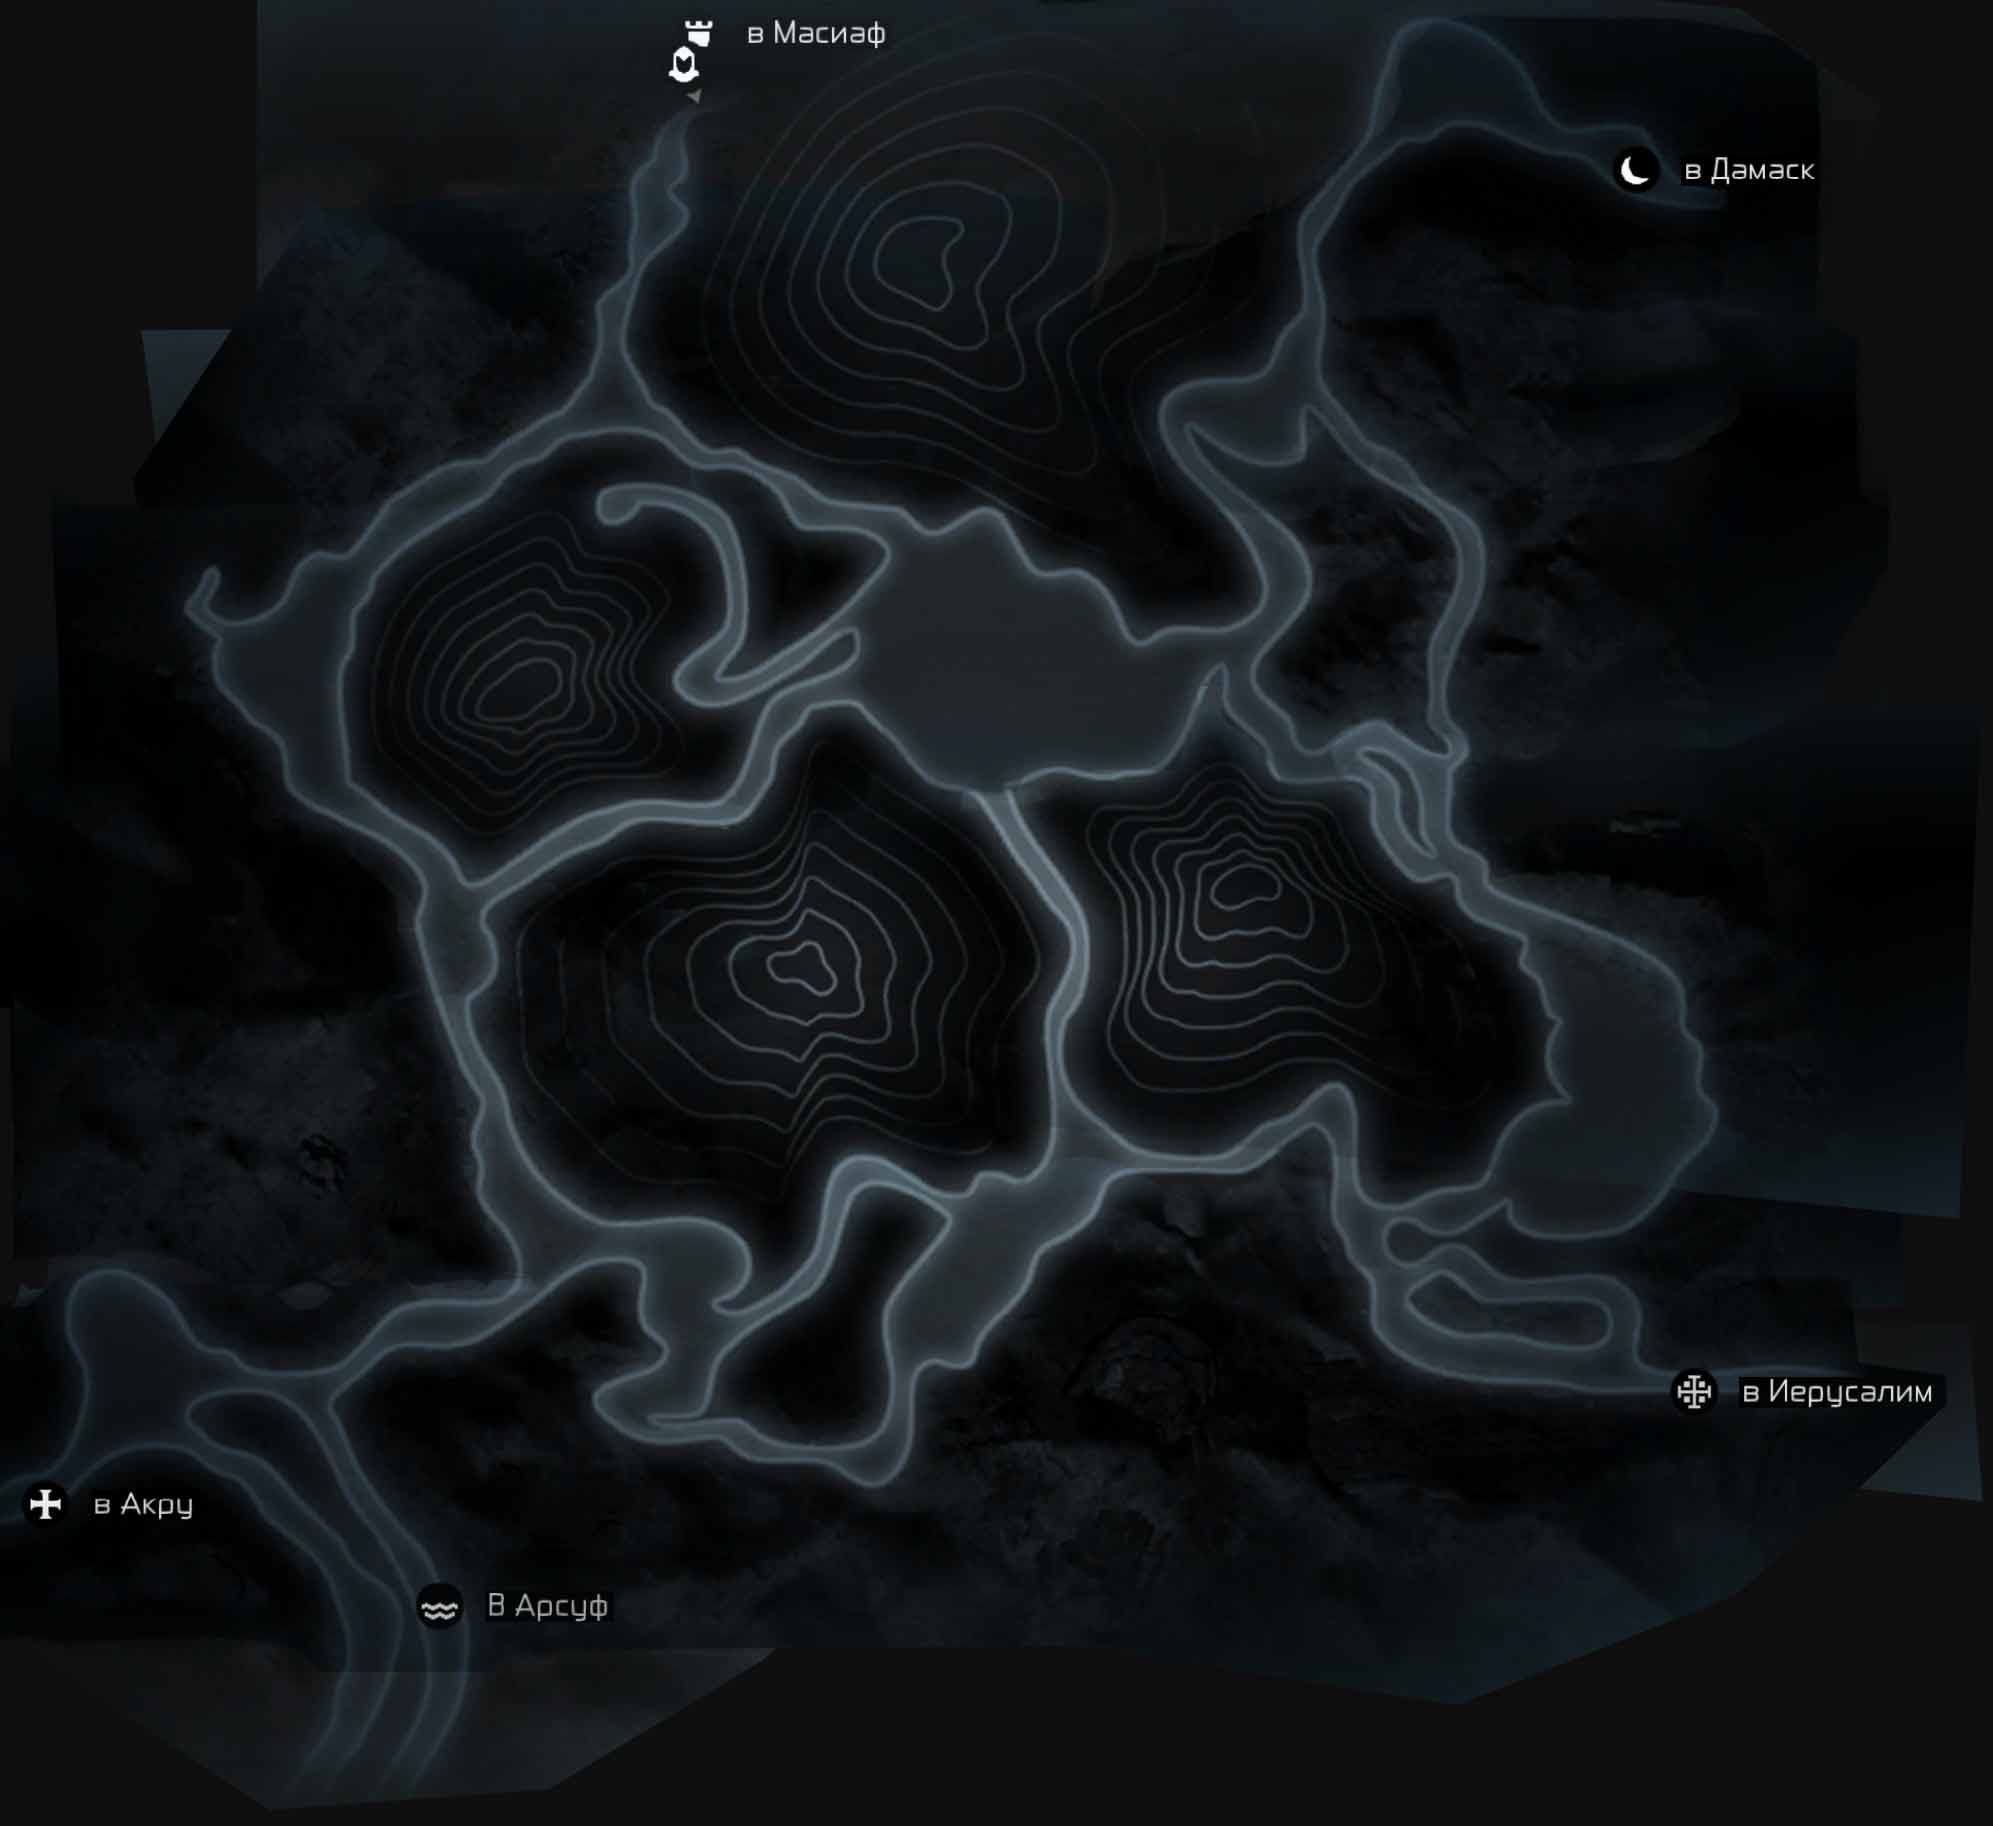 в Масиаф
в Дамаск
в Иерусалим
в Акру
В Арсуф